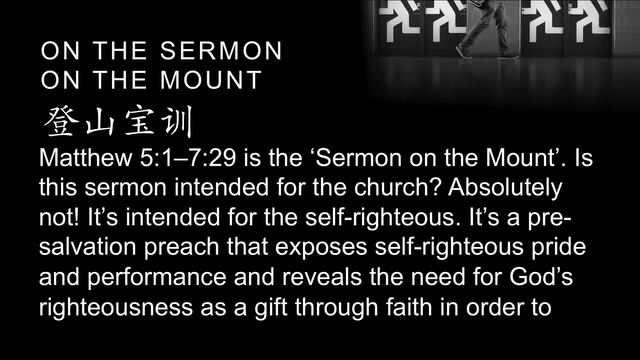 ON THE SERMON
ON THE MOUNT
登山宝训
Matthew 5:1–7:29 is the ‘Sermon on the Mount’. Is
this sermon intended for the church? Absolutely
not! It’s intended for the self-righteous. It’s a pre-
salvation preach that exposes self-righteous pride
and performance and reveals the need for God’s
righteousness as a gift through faith in order to